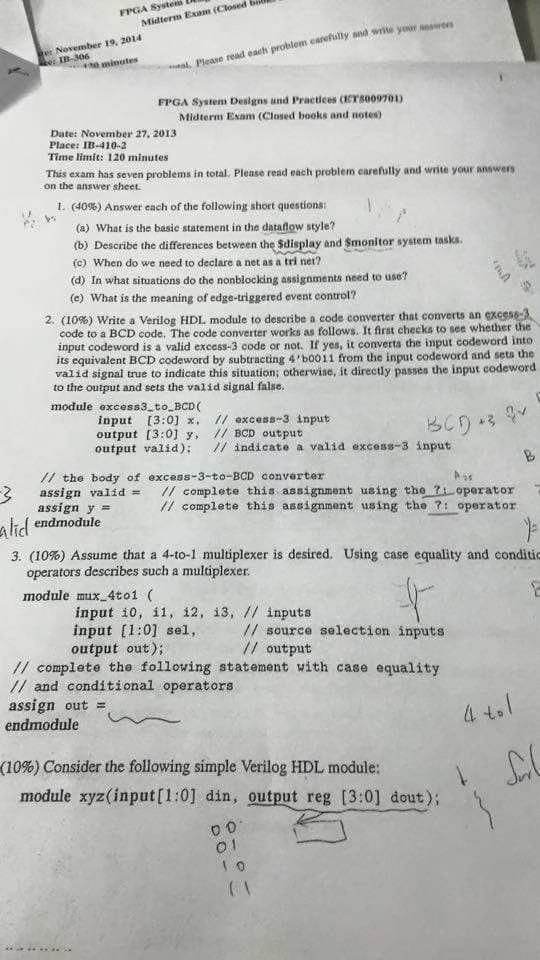 FPGA System
Midterm Exam (Closed
November 19, 2014
IB-306
minutes
Please read each problem carefully and write your answers
1
FPGA System Designs and Practices (ET5009701)
Midterm Exam (Closed books and notes)
Date: November 27, 2013
Place: IB-410-2
Time limit: 120 minutes
This exam has seven problems in total. Please read each problem carefully and write your answers
on the answer sheet.
1. (40%) Answer each of the following short questions:
(a) What is the basic statement in the dataflow style?
(b) Describe the differences between the $display and $monitor system tasks.
(c) When do we need to declare a net as a tri net?
(d) In what situations do the nonblocking assignments need to use?
(e) What is the meaning of edge-triggered event control?
2. (10%) Write a Verilog HDL module to describe a code converter that converts an excess-3
code to a BCD code. The code converter works as follows. It first checks to see whether the
input codeword is a valid excess-3 code or not. If yes, it converts the input codeword into
its equivalent BCD codeword by subtracting 4'b0011 from the input codeword and sets the
valid signal true to indicate this situation; otherwise, it directly passes the input codeword
to the output and sets the valid signal false.
module excess3_to_BCD(
input [3:0] x, // excess-3 input
output [3:0] y, // BCD output
output valid); // indicate a valid excess-3 input
BCD +3
B
// the body of excess-3-to-BCD converter
3 assign valid = // complete this assignment using the ?: operator
assign y = // complete this assignment using the ?: operator
alid endmodule
y=
3. (10%) Assume that a 4-to-1 multiplexer is desired. Using case equality and conditio
operators describes such a multiplexer.
module mux_4to1 (
input i0, i1, i2, i3, // inputs
input [1:0] sel, // source selection inputs
output out); // output
// complete the following statement with case equality
// and conditional operators
assign out =
endmodule
4 to 1
(10%) Consider the following simple Verilog HDL module:
module xyz(input[1:0] din, output reg [3:0] dout);
00
01
10
11